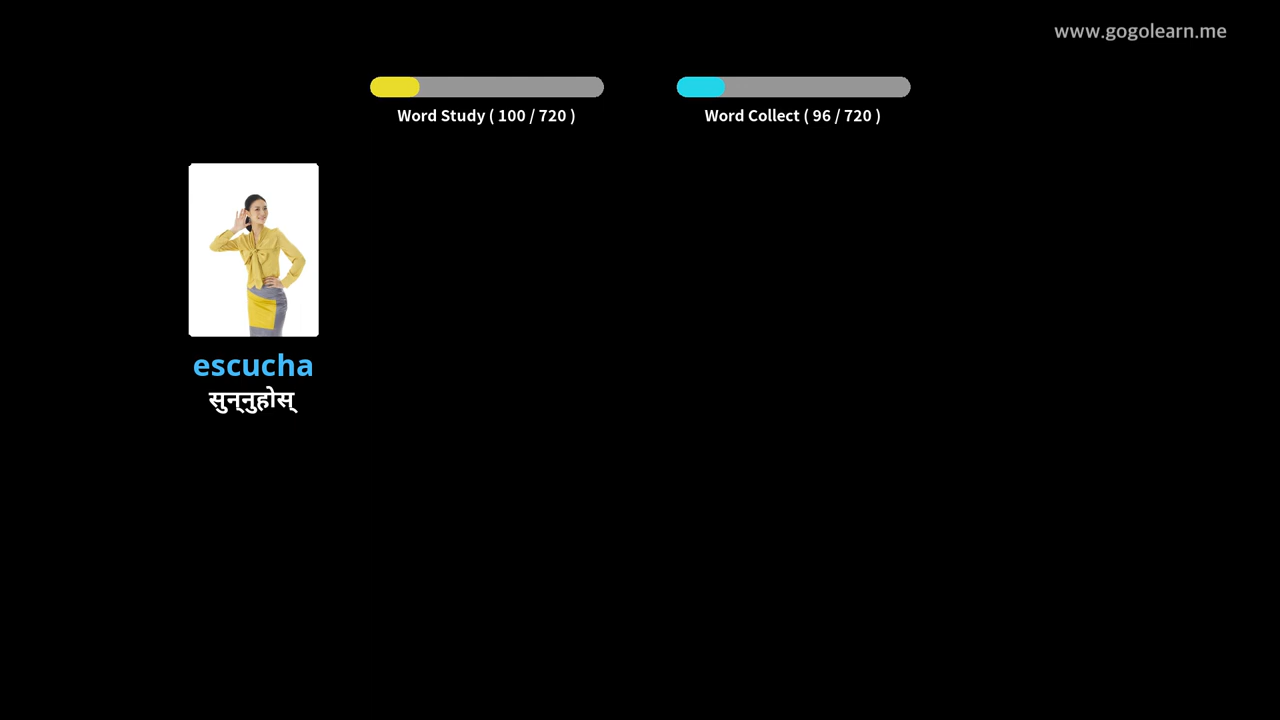 www.gogolearn.me
Word Study ( 100 / 720 )
Word Collect ( 96 / 720 )
escucha
सुन्‍नुहोस्